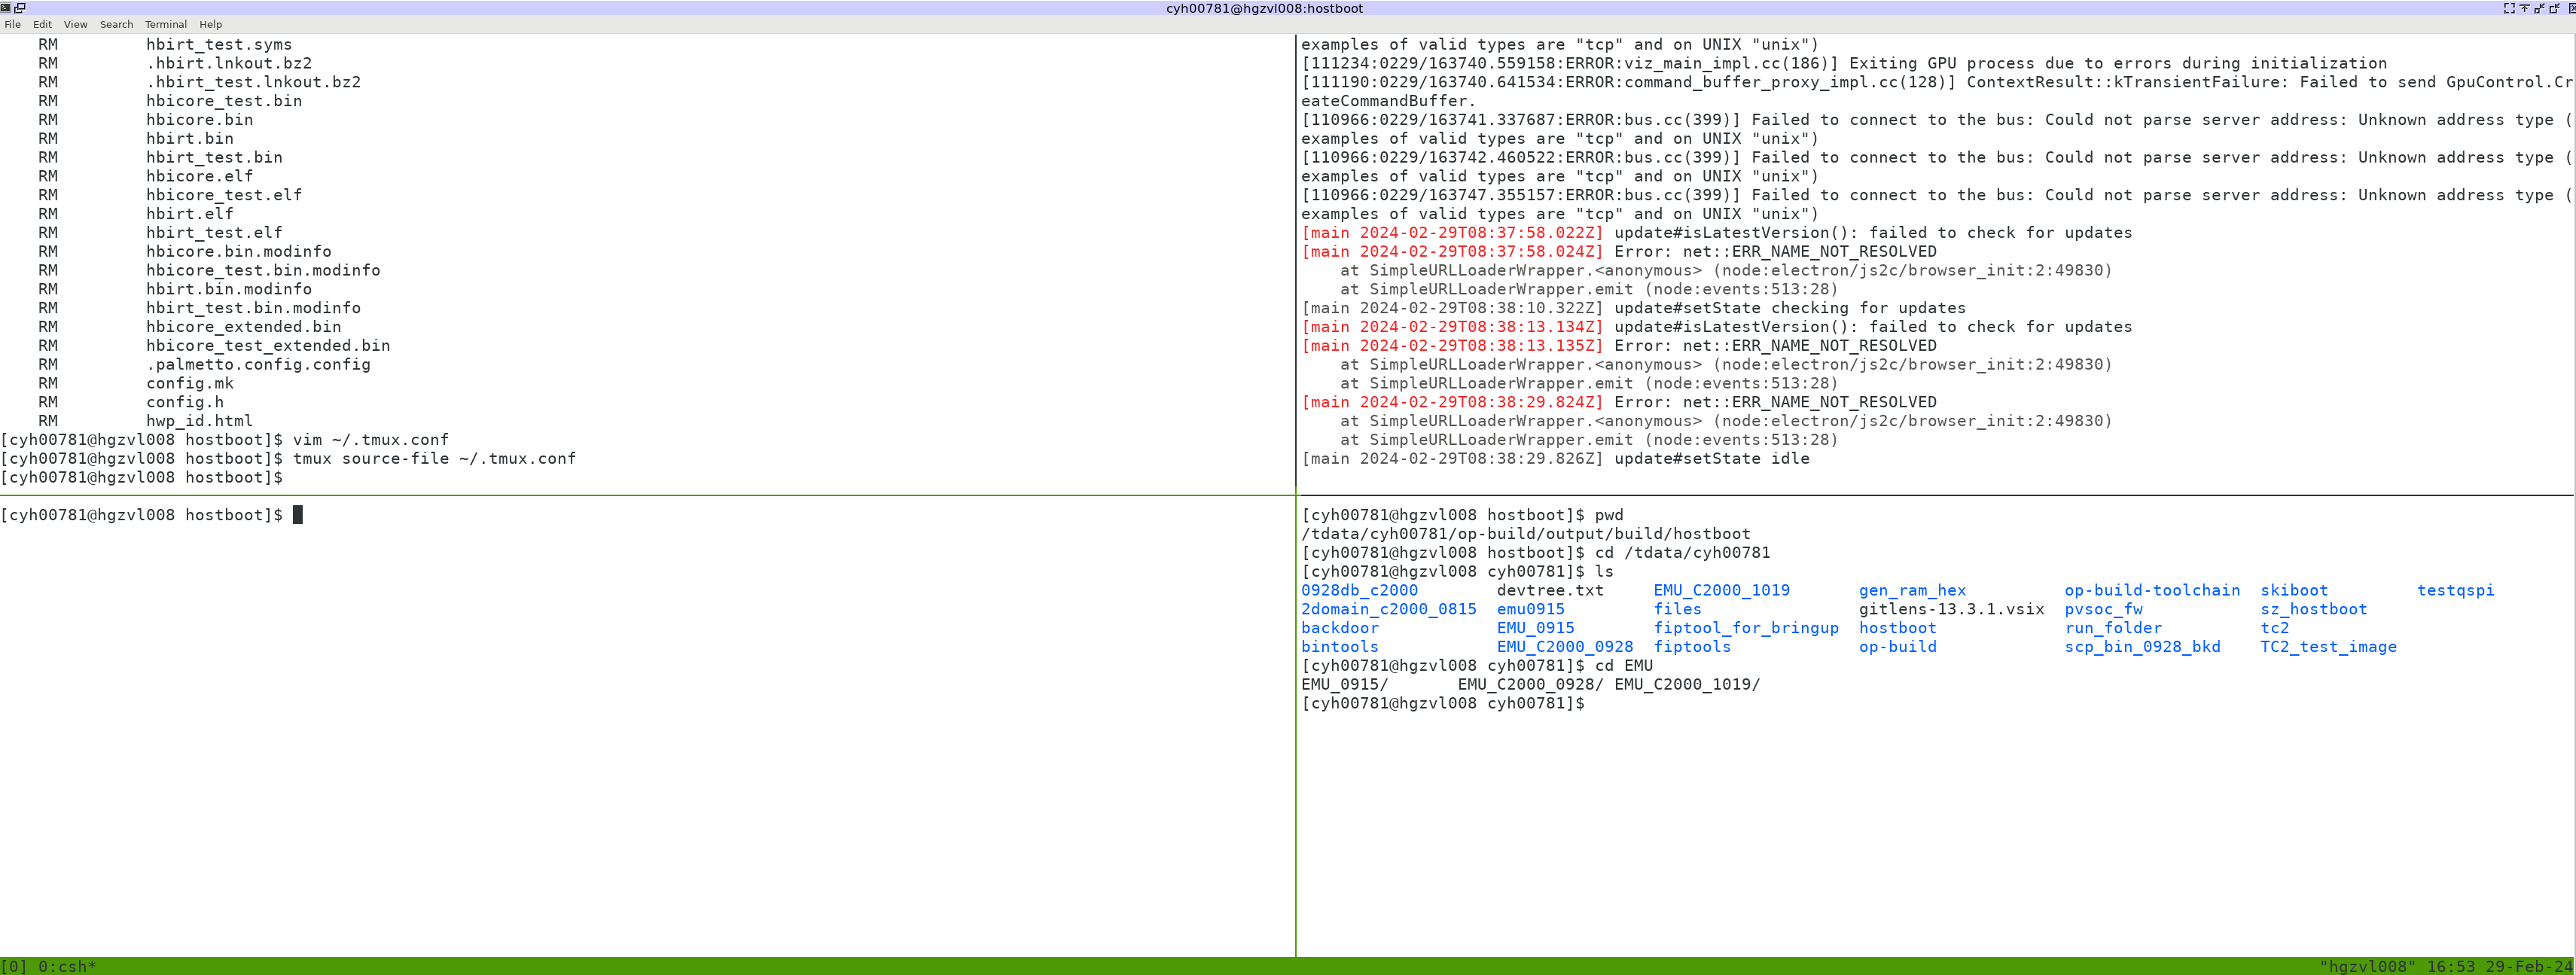 cyh00781@hgzvl008:hostboot
File Edit View Search Terminal Help
RM hbirt_test.syms
RM .hbirt.lnkout.bz2
RM .hbirt_test.lnkout.bz2
RM hbicore_test.bin
RM hbicore.bin
RM hbirt.bin
RM hbirt_test.bin
RM hbicore.elf
RM hbicore_test.elf
RM hbirt.elf
RM hbirt_test.elf
RM hbicore.bin.modinfo
RM hbicore_test.bin.modinfo
RM hbirt.bin.modinfo
RM hbirt_test.bin.modinfo
RM hbicore_extended.bin
RM hbicore_test_extended.bin
RM .palmetto.config.config
RM config.mk
RM config.h
RM hwp_id.html
[cyh00781@hgzvl008 hostboot]$ vim ~/.tmux.conf
[cyh00781@hgzvl008 hostboot]$ tmux source-file ~/.tmux.conf
[cyh00781@hgzvl008 hostboot]$
examples of valid types are "tcp" and on UNIX "unix")
[111234:0229/163740.559158:ERROR:viz_main_impl.cc(186)] Exiting GPU process due to errors during initialization
[111190:0229/163740.641534:ERROR:command_buffer_proxy_impl.cc(128)] ContextResult::kTransientFailure: Failed to send GpuControl.Cr
eateCommandBuffer.
[110966:0229/163741.337687:ERROR:bus.cc(399)] Failed to connect to the bus: Could not parse server address: Unknown address type (
examples of valid types are "tcp" and on UNIX "unix")
[110966:0229/163742.460522:ERROR:bus.cc(399)] Failed to connect to the bus: Could not parse server address: Unknown address type (
examples of valid types are "tcp" and on UNIX "unix")
[110966:0229/163747.355157:ERROR:bus.cc(399)] Failed to connect to the bus: Could not parse server address: Unknown address type (
examples of valid types are "tcp" and on UNIX "unix")
[main 2024-02-29T08:37:58.022Z] update#isLatestVersion(): failed to check for updates
[main 2024-02-29T08:37:58.024Z] Error: net::ERR_NAME_NOT_RESOLVED
at SimpleURLLoaderWrapper.<anonymous> (node:electron/js2c/browser_init:2:49830)
at SimpleURLLoaderWrapper.emit (node:events:513:28)
[main 2024-02-29T08:38:10.322Z] update#setState checking for updates
[main 2024-02-29T08:38:13.134Z] update#isLatestVersion(): failed to check for updates
[main 2024-02-29T08:38:13.135Z] Error: net::ERR_NAME_NOT_RESOLVED
at SimpleURLLoaderWrapper.<anonymous> (node:electron/js2c/browser_init:2:49830)
at SimpleURLLoaderWrapper.emit (node:events:513:28)
[main 2024-02-29T08:38:29.824Z] Error: net::ERR_NAME_NOT_RESOLVED
at SimpleURLLoaderWrapper.<anonymous> (node:electron/js2c/browser_init:2:49830)
at SimpleURLLoaderWrapper.emit (node:events:513:28)
[main 2024-02-29T08:38:29.826Z] update#setState idle
[cyh00781@hgzvl008 hostboot]$
[cyh00781@hgzvl008 hostboot]$ pwd
/tdata/cyh00781/op-build/output/build/hostboot
[cyh00781@hgzvl008 hostboot]$ cd /tdata/cyh00781
[cyh00781@hgzvl008 cyh00781]$ ls
0928db_c2000 devtree.txt EMU_C2000_1019 gen_ram_hex op-build-toolchain skiboot testqspi
2domain_c2000_0815 emu0915 files gitlens-13.3.1.vsix pvsoc_fw sz_hostboot
backdoor EMU_0915 fiptool_for_bringup hostboot run_folder tc2
bintools EMU_C2000_0928 fiptools op-build scp_bin_0928_bkd TC2_test_image
[cyh00781@hgzvl008 cyh00781]$ cd EMU
EMU_0915/ EMU_C2000_0928/ EMU_C2000_1019/
[cyh00781@hgzvl008 cyh00781]$
[0] 0:csh* "hgzvl008" 16:53 29-Feb-24